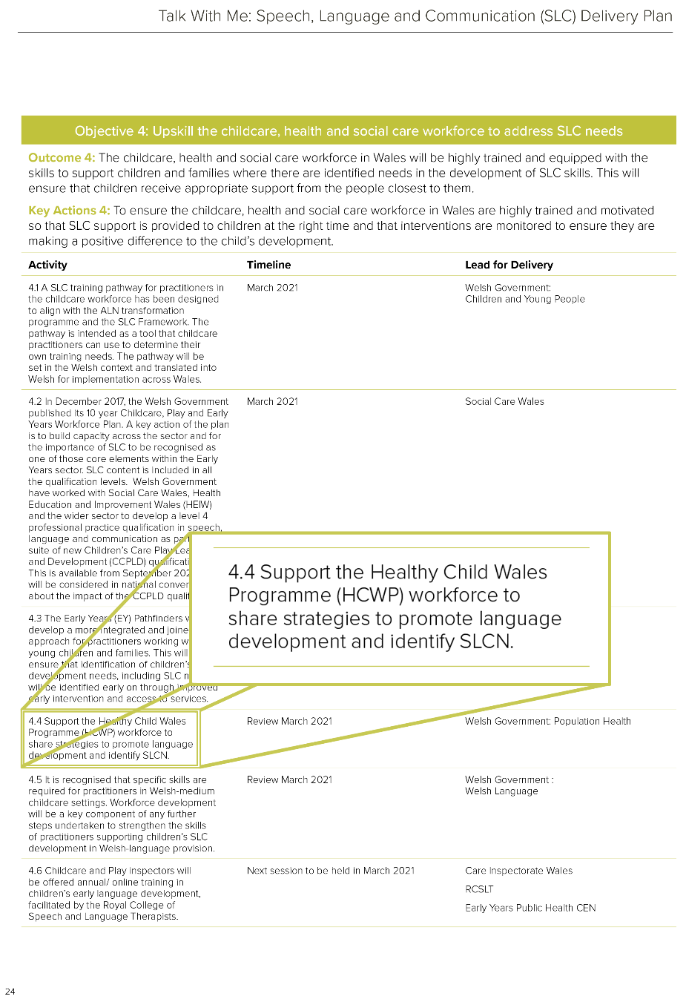 Talk With Me: Speech, Language and Communication (SLC) Delivery Plan
Objective 4: Upskill the childcare, health and social care workforce to address SLC needs
Outcome 4: The childcare, health and social care workforce in Wales will be highly trained and equipped with the
skills to support children and families where there are identified needs in the development of SLC skills. This will
ensure that children receive appropriate support from the people closest to them.
Key Actions 4: To ensure the childcare, health and social care workforce in Wales are highly trained and motivated
so that SLC support is provided to children at the right time and that interventions are monitored to ensure they are
making a positive difference to the child’s development.
Activity Timeline Lead for Delivery
4.1 A SLC training pathway for practitioners in March 2021 Welsh Government:
the childcare workforce has been designed Children and Young People
to align with the ALN transformation
programme and the SLC Framework. The
pathway is intended as a tool that childcare
practitioners can use to determine their
own training needs. The pathway will be
set in the Welsh context and translated into
Welsh for implementation across Wales.
4.2 In December 2017, the Welsh Government March 2021 Social Care Wales
published its 10 year Childcare, Play and Early
Years Workforce Plan. A key action of the plan
is to build capacity across the sector and for
the importance of SLC to be recognised as
one of those core elements within the Early
Years sector. SLC content is included in all
the qualification levels. Welsh Government
have worked with Social Care Wales, Health
Education and Improvement Wales (HEIW)
and the wider sector to develop a level 4
professional practice qualification in speech,
language and communication as
suite of new Children’s Care Play
and Development (CCPLD)
This is available from September
will be considered in national
about the impact of the CCPLD
4.3 The Early Years (EY) Pathfinders
develop a more integrated and
approach for practitioners working
young children and families. This will
ensure that identification of children’s
development needs, including SLC
will be identified early on through improved
early intervention and access to services.
4.4 Support the Healthy Child Wales
Programme (HCWP) workforce to
share strategies to promote language
development and identify SLCN.
4.4 Support the Healthy Child Wales Review March 2021 Welsh Government: Population Health
Programme (HCWP) workforce to
share strategies to promote language
development and identify SLCN.
4.5 It is recognised that specific skills are Review March 2021 Welsh Government :
required for practitioners in Welsh-medium Welsh Language
childcare settings. Workforce development
will be a key component of any further
steps undertaken to strengthen the skills
of practitioners supporting children’s SLC
development in Welsh-language provision.
4.6 Childcare and Play Inspectors will Next session to be held in March 2021 Care Inspectorate Wales
be offered annual/ online training in
children’s early language development, RCSLT
facilitated by the Royal College of Early Years Public Health CEN
Speech and Language Therapists.
24